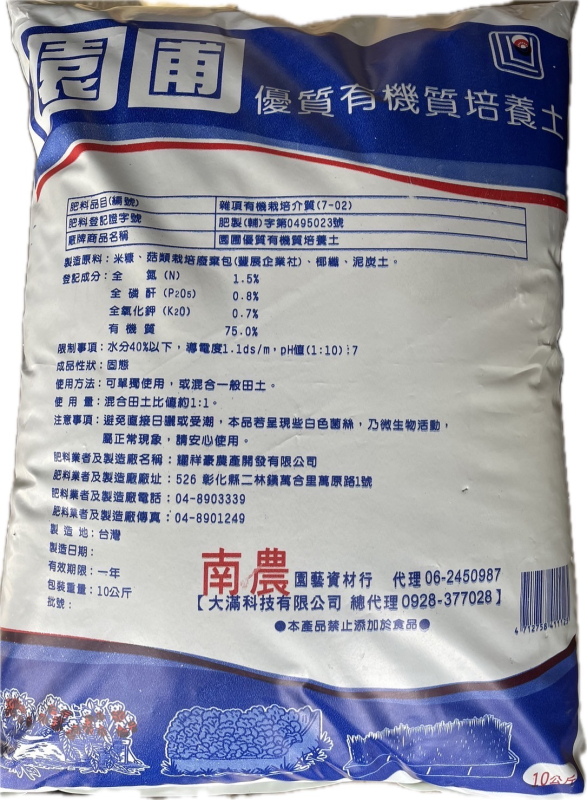 園圃
優質有機質培養土
肥料品目(編號) 雜項有機栽培介質(7-02)
肥料登記證字號 肥製(輔)字第0495023號
廠牌商品名稱 園圃優質有機質培養土
製造原料：米糠、菇類栽培廢棄包(豐展企業社)、椰纖、泥炭土。
登記成分：全 氮(N) 1.5%
全 磷 酐(P₂O₅) 0.8%
全氧化鉀(K₂O) 0.7%
有 機 質 75.0%
限制事項：水分40%以下，導電度1.1ds/m，pH值(1:10):7
成品性狀：固態
使用方法：可單獨使用，或混合一般田土。
使 用 量：混合田土比值約1:1。
注意事項：避免直接日曬或受潮，本品若呈現些白色菌絲，乃微生物活動，
屬正常現象，請安心使用。
肥料業者及製造廠名稱：耀祥豪農產開發有限公司
肥料業者及製造廠廠址：526 彰化縣二林鎮萬合里萬原路1號
肥料業者及製造廠電話：04-8903339
肥料業者及製造廠傳真：04-8901249
製 造 地：台灣
製造日期：
有效期限：一年
包裝重量：10公斤
批號：
南農園藝資材行 代理06-2450987
【大滿科技有限公司 總代理0928-377028】
●本產品禁止添加於食品●
10公斤